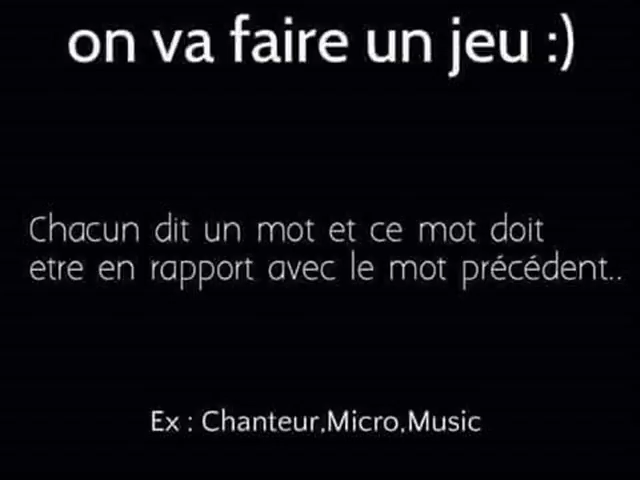 on va faire un jeu :)
Chacun dit un mot et ce mot doit
etre en rapport avec le mot précédent..
Ex : Chanteur,Micro,Music